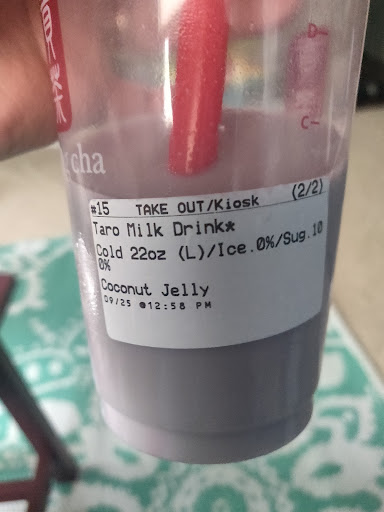 D—
C—
gcha
#15 TAKE OUT/Kiosk (2/2)
Taro Milk Drink*
Cold 22oz (L)/Ice.0%/Sug.10
0%
Coconut Jelly
09/25 @12:58 PM